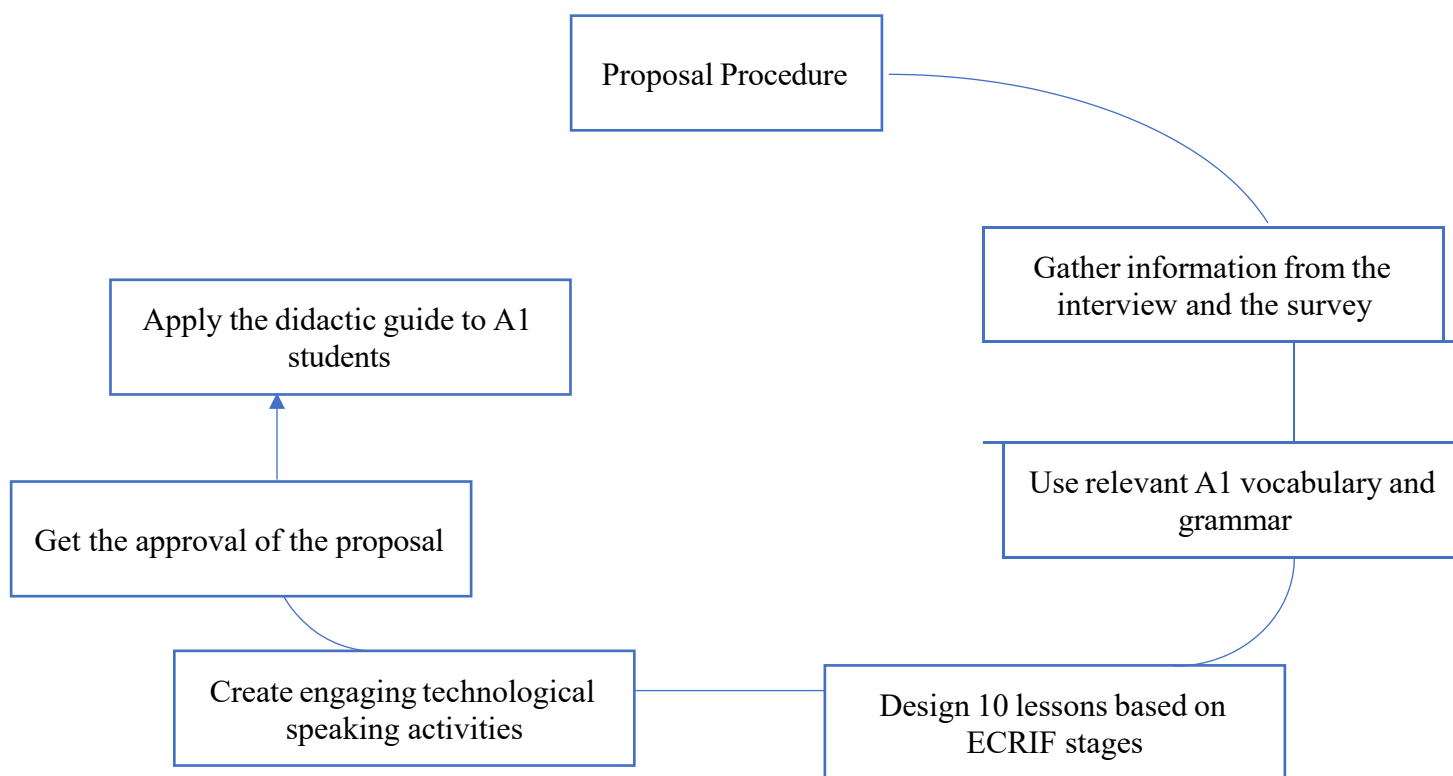 Proposal Procedure
Gather information from the
interview and the survey
Use relevant A1 vocabulary and
grammar
Design 10 lessons based on
ECRIF stages
Create engaging technological
speaking activities
Get the approval of the proposal
Apply the didactic guide to A1
students